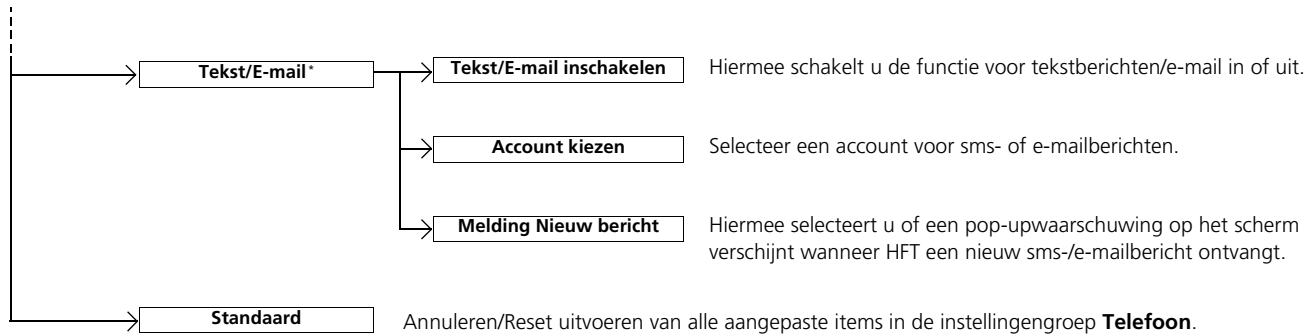 Tekst/E-mail*
Tekst/E-mail inschakelen
Hiermee schakelt u de functie voor tekstberichten/e-mail in of uit.
Account kiezen
Selecteer een account voor sms- of e-mailberichten.
Melding Nieuw bericht
Hiermee selecteert u of een pop-upwaarschuwing op het scherm
verschijnt wanneer HFT een nieuw sms-/e-mailbericht ontvangt.
Standaard
Annuleren/Reset uitvoeren van alle aangepaste items in de instellingengroep Telefoon.